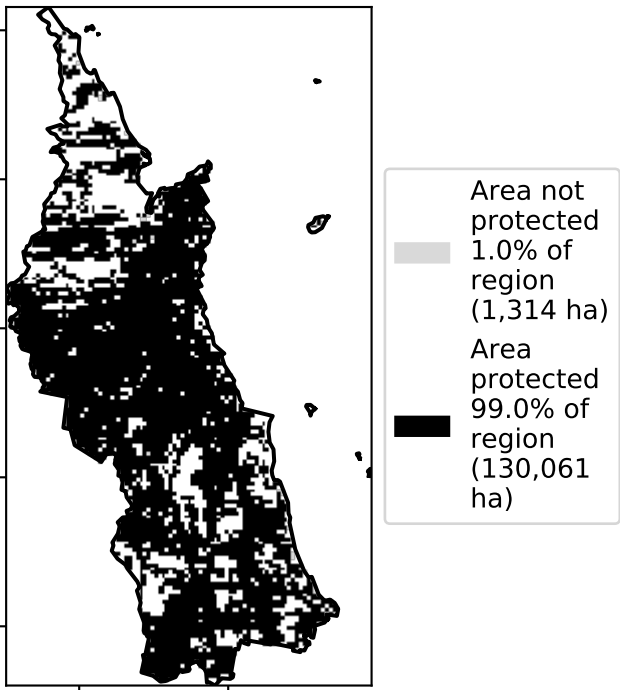 Area not
protected
1.0% of
region
(1,314 ha)
Area
protected
99.0% of
region
(130,061
ha)